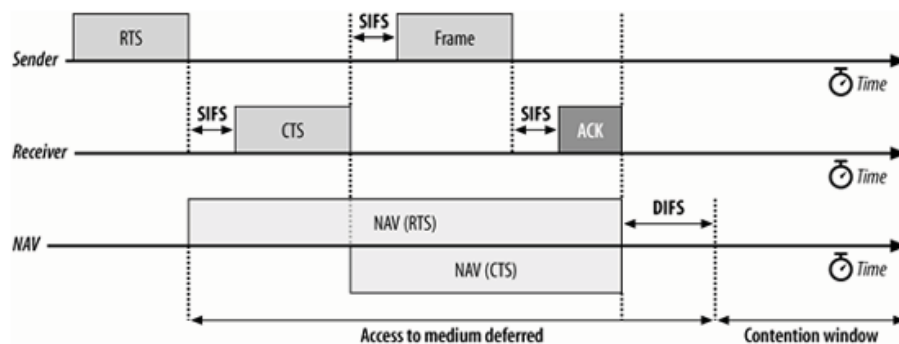 SIFS
RTS
Frame
Sender
Time
SIFS
SIFS
CTS
ACK
Receiver
Time
DIFS
NAV (RTS)
NAV
NAV (CTS)
Time
Access to medium deferred
Contention window